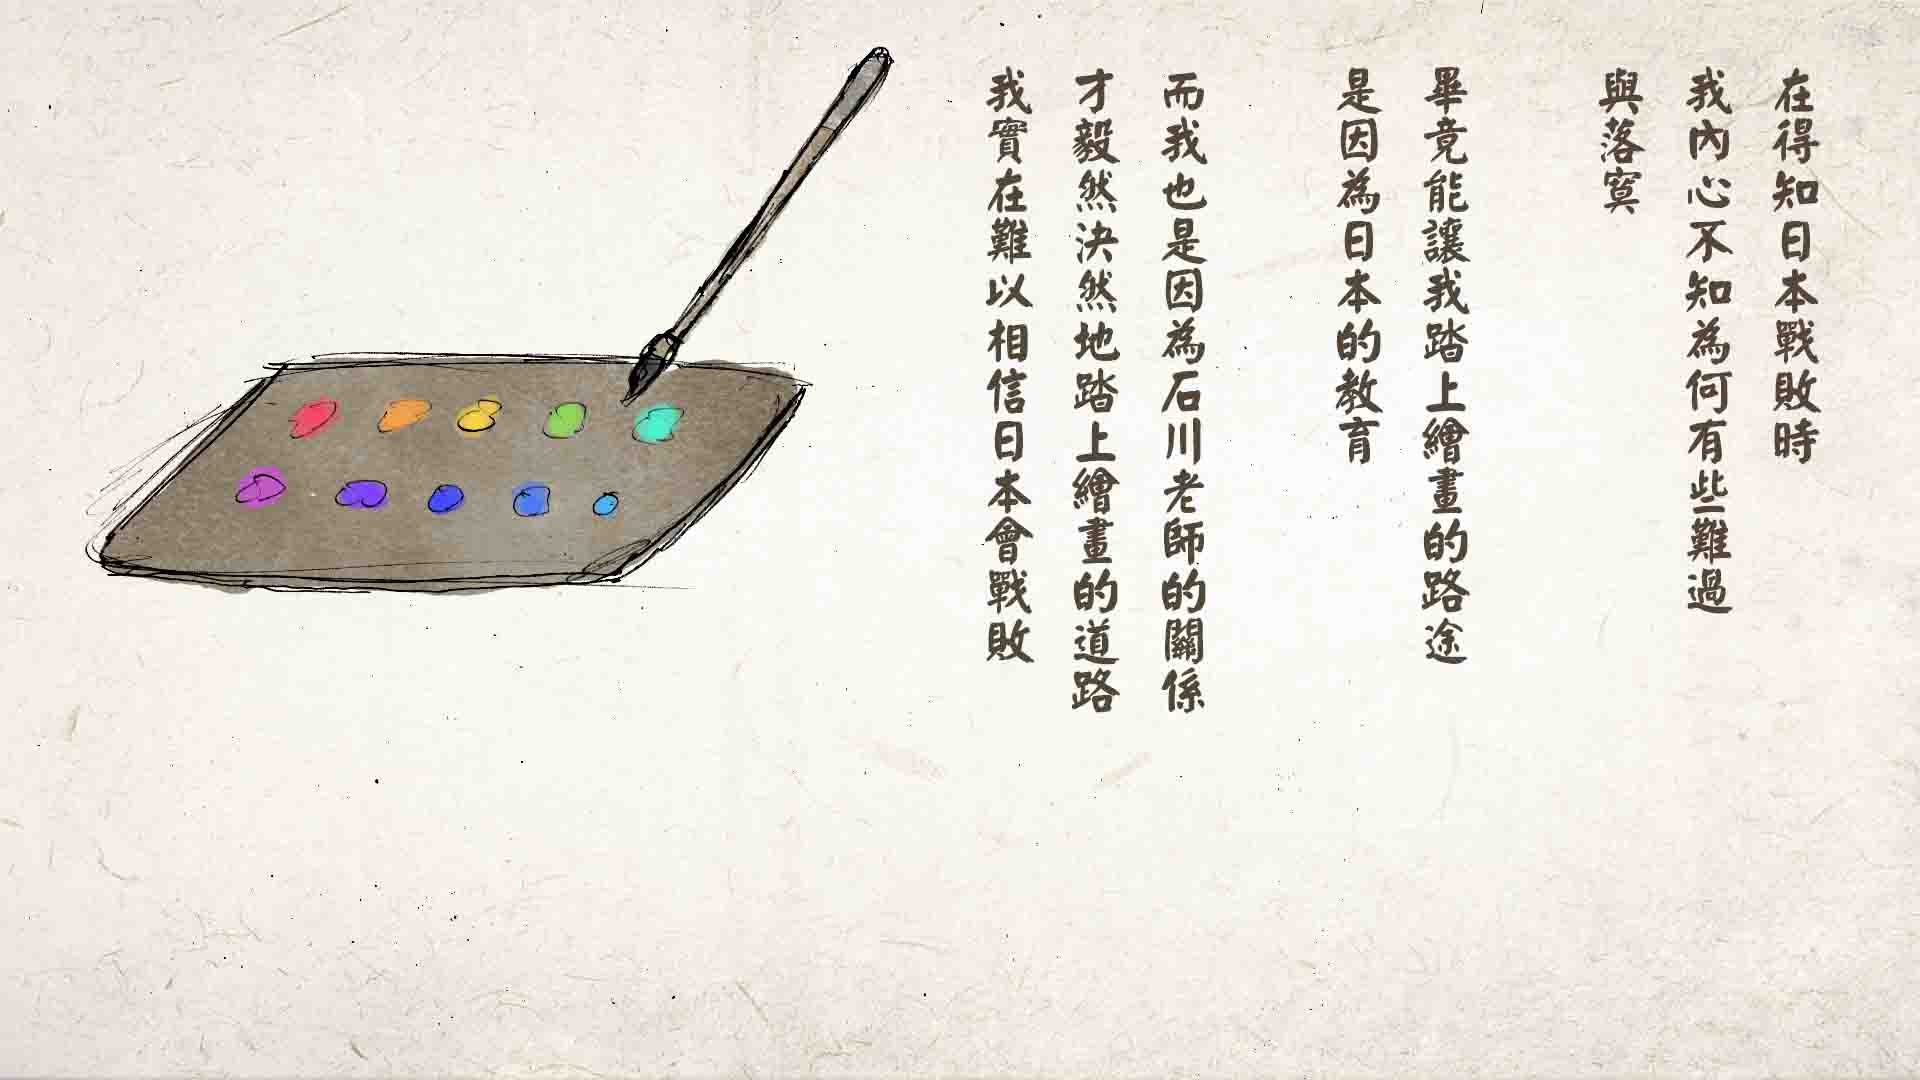 在得知日本戰敗時
我內心不知為何有些難過
與落寞
畢竟能讓我踏上繪畫的路途
是因為日本的教育
而我也是因為石川老師的關係
才毅然決然地踏上繪畫的道路
我實在難以相信日本會戰敗